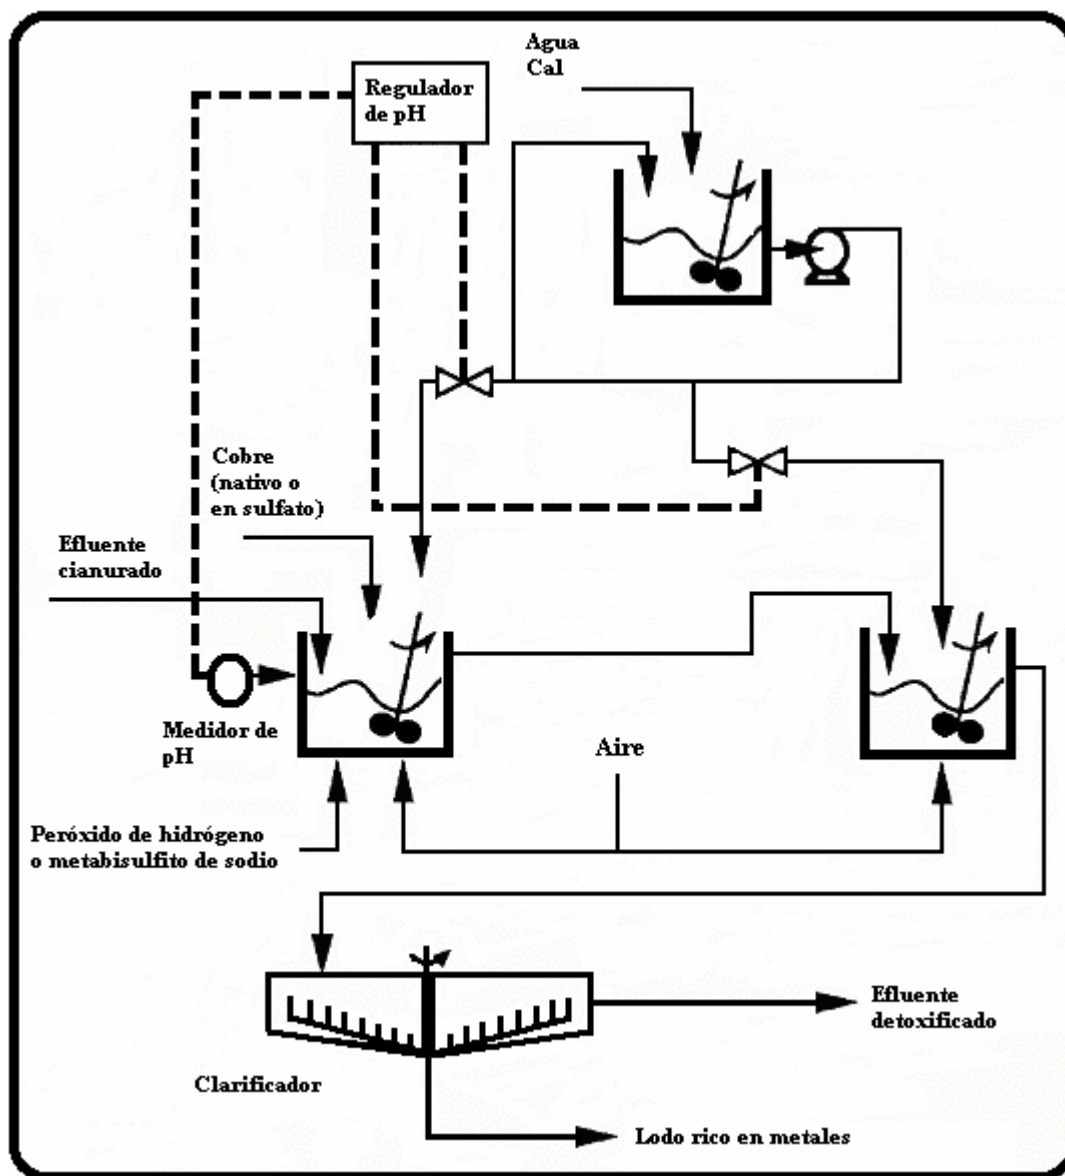 Agua
Cal
Regulador
de pH
Cobre
(nativo o
en sulfato)
Efluente
cianurado
Medidor de
pH
Aire
Peróxido de hidrógeno
o metabisulfito de sodio
Efluente
detoxificado
Clarificador
Lodo rico en metales